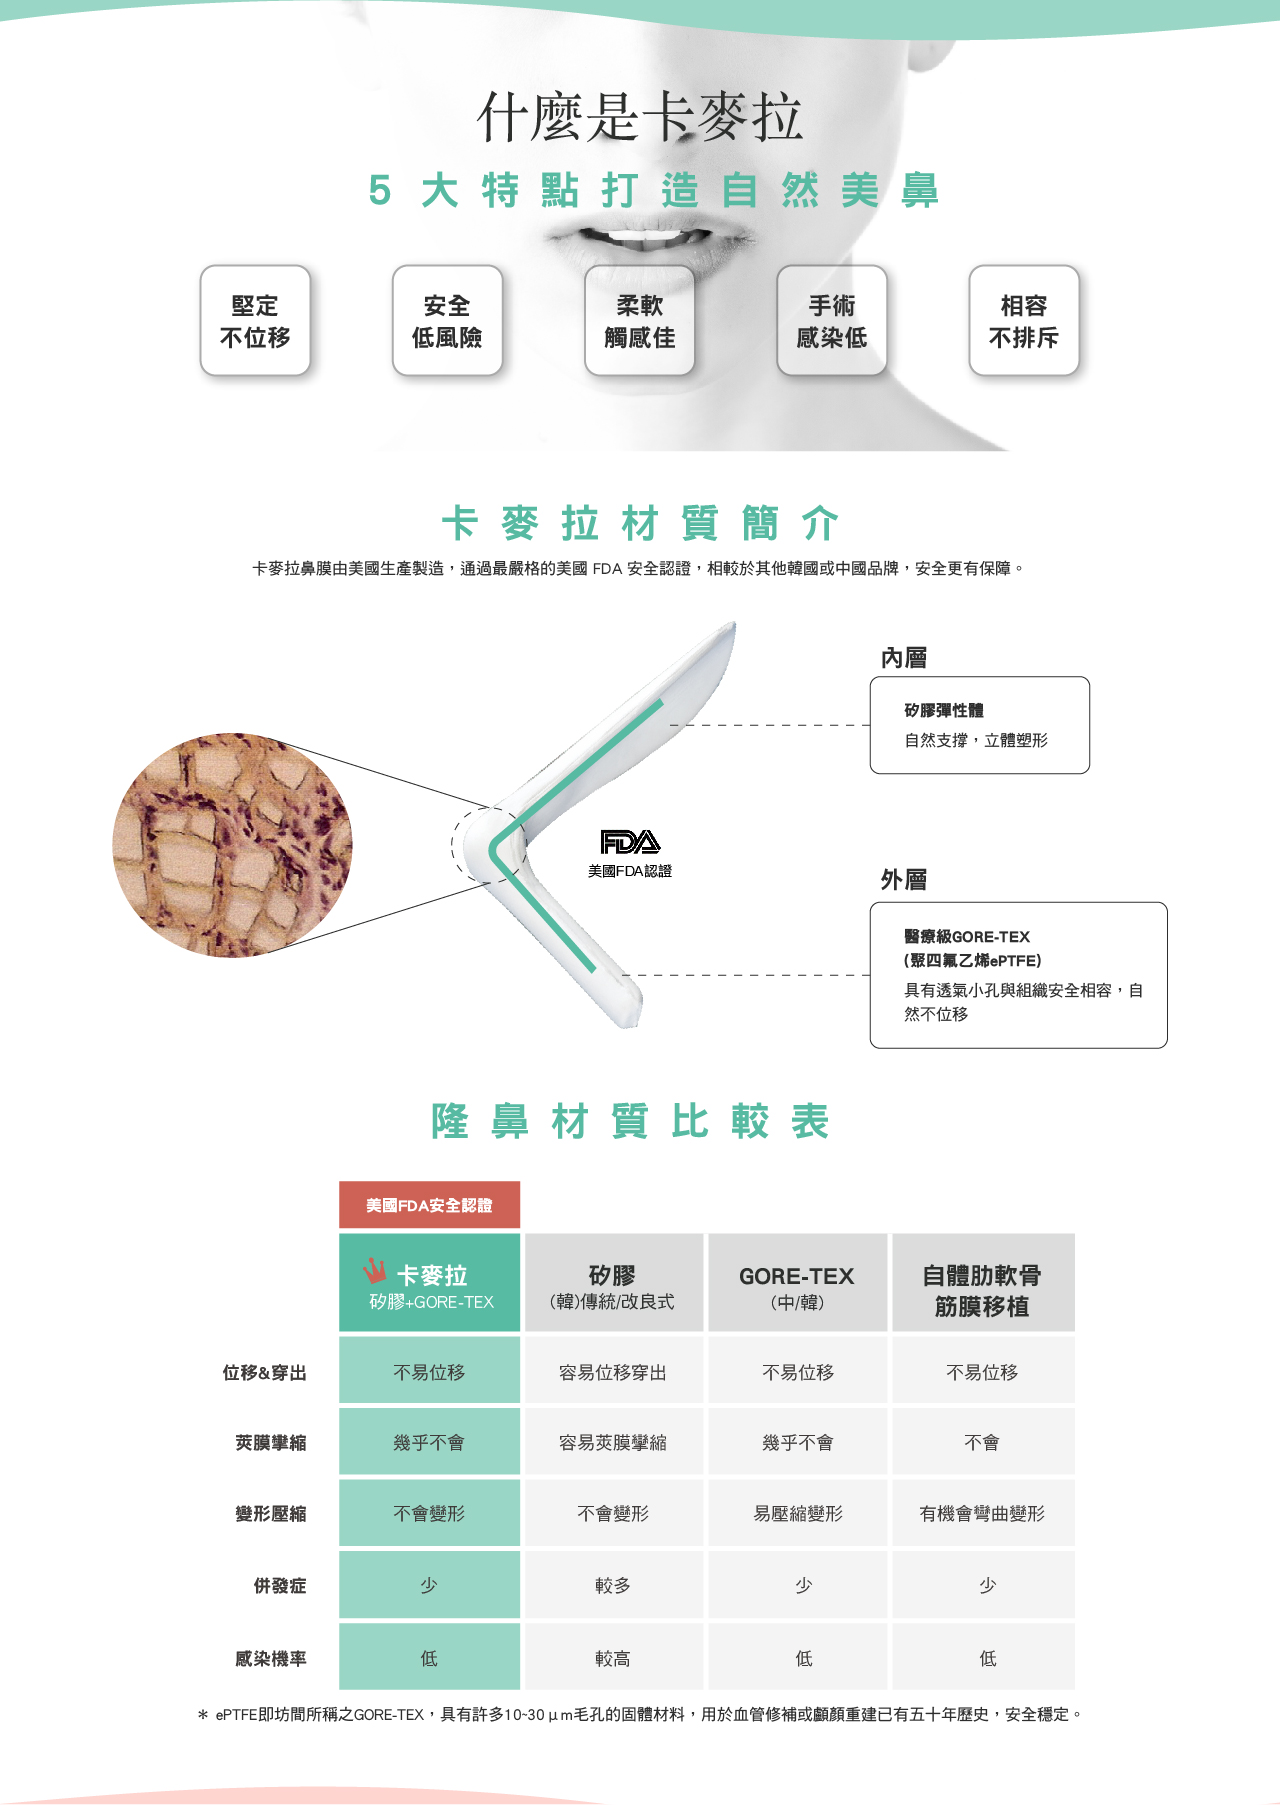 什麼是卡麥拉
5大特點打造自然美鼻
堅定
不位移
安全
低風險
柔軟
觸感佳
手術
感染低
相容
不排斥
卡麥拉材質簡介
卡麥拉鼻膜由美國生產製造，通過最嚴格的美國 FDA 安全認證，相較於其他韓國或中國品牌，安全更有保障。
內層
矽膠彈性體
自然支撐，立體塑形
FDA
美國FDA認證
外層
醫療級GORE-TEX
(聚四氟乙烯ePTFE)
具有透氣小孔與組織安全相容，自
然不位移
隆鼻材質比較表
美國FDA安全認證
卡麥拉
矽膠+GORE-TEX
矽膠
(韓)傳統/改良式
GORE-TEX
(中/韓)
自體肋軟骨
筋膜移植
位移&穿出 不易位移 容易位移穿出 不易位移 不易位移
莢膜攣縮 幾乎不會 容易莢膜攣縮 幾乎不會 不會
變形壓縮 不會變形 不會變形 易壓縮變形 有機會彎曲變形
併發症 少 較多 少 少
感染機率 低 較高 低 低
＊ ePTFE即坊間所稱之GORE-TEX，具有許多10~30μm毛孔的固體材料，用於血管修補或顱顏重建已有五十年歷史，安全穩定。